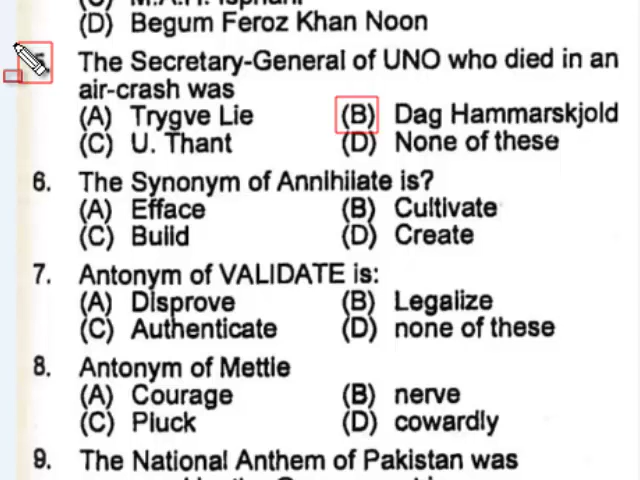 (D) Begum Feroz Khan Noon
The Secretary-General of UNO who died in an
air-crash was
(A) Trygve Lie (B) Dag Hammarskjold
(C) U. Thant (D) None of these
6. The Synonym of Annihilate is?
(A) Efface (B) Cultivate
(C) Build (D) Create
7. Antonym of VALIDATE is:
(A) Disprove (B) Legalize
(C) Authenticate (D) none of these
8. Antonym of Mettle
(A) Courage (B) nerve
(C) Pluck (D) cowardly
9. The National Anthem of Pakistan was